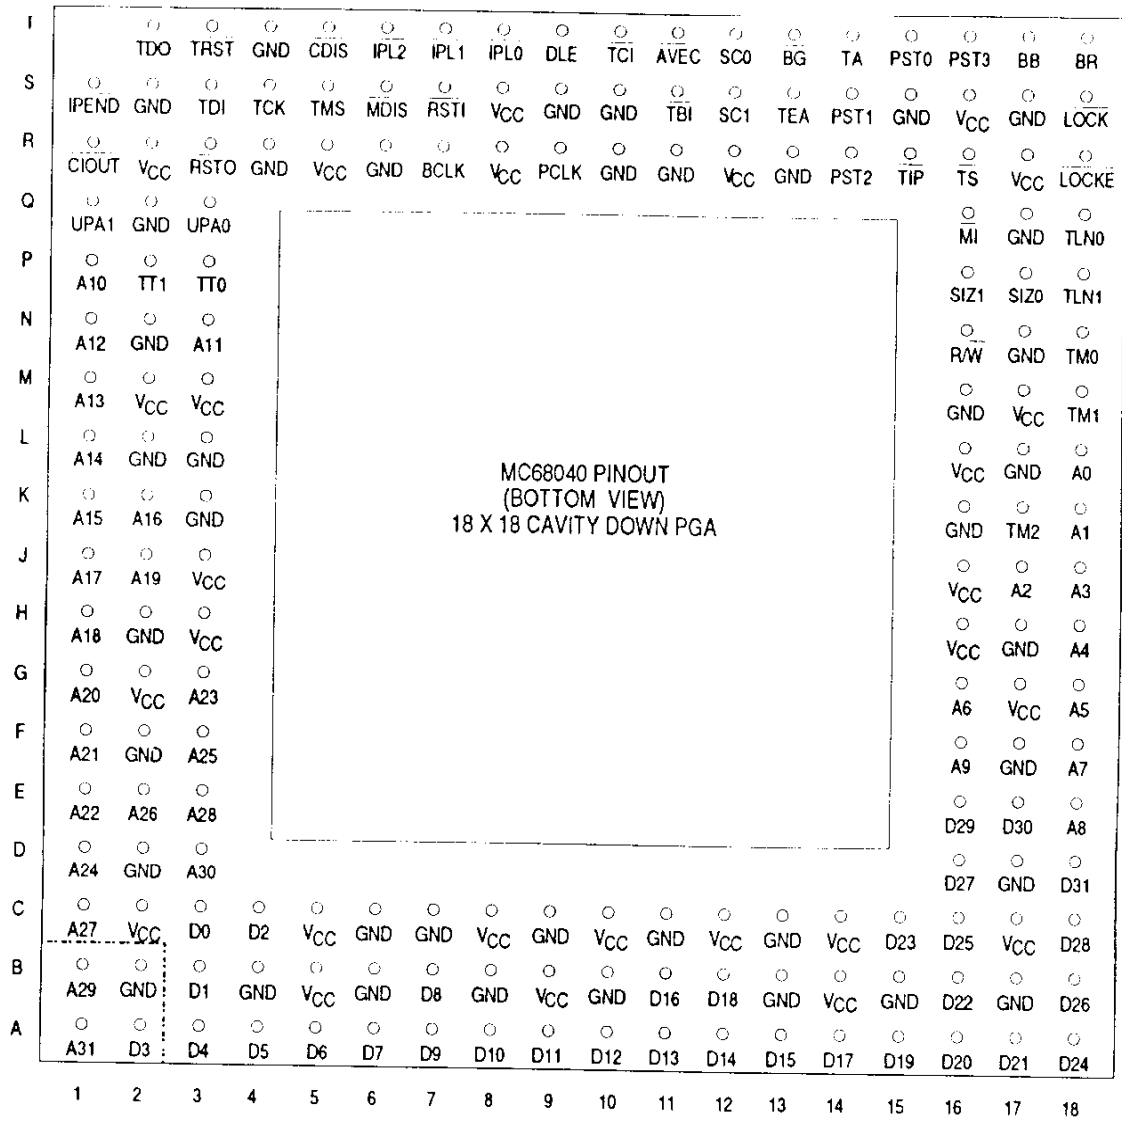 T
TDO TRST GND CDIS IPL2 IPL1 IPL0 DLE TCI AVEC SC0 BG TA PST0 PST3 BB BR
S
IPEND GND TDI TCK TMS MDIS RSTI VCC GND GND TBI SC1 TEA PST1 GND VCC GND LOCK
R
CIOUT VCC RSTO GND VCC GND BCLK VCC PCLK GND GND VCC GND PST2 TIP TS VCC LOCKE
Q
UPA1 GND UPA0 MI GND TLN0
P
A10 TT1 TT0 SIZ1 SIZ0 TLN1
N
A12 GND A11 R/W GND TM0
M
A13 VCC VCC GND VCC TM1
L
A14 GND GND VCC GND A0
MC68040 PINOUT
(BOTTOM VIEW)
18 X 18 CAVITY DOWN PGA
K
A15 A16 GND GND TM2 A1
J
A17 A19 VCC VCC A2 A3
H
A18 GND VCC VCC GND A4
G
A20 VCC A23 A6 VCC A5
F
A21 GND A25 A9 GND A7
E
A22 A26 A28 D29 D30 A8
D
A24 GND A30 D27 GND D31
C
A27 VCC D0 D2 VCC GND GND VCC GND VCC GND VCC GND VCC D23 D25 VCC D28
B
A29 GND D1 GND VCC GND D8 GND VCC GND D16 D18 GND VCC GND D22 GND D26
A
A31 D3 D4 D5 D6 D7 D9 D10 D11 D12 D13 D14 D15 D17 D19 D20 D21 D24
1 2 3 4 5 6 7 8 9 10 11 12 13 14 15 16 17 18